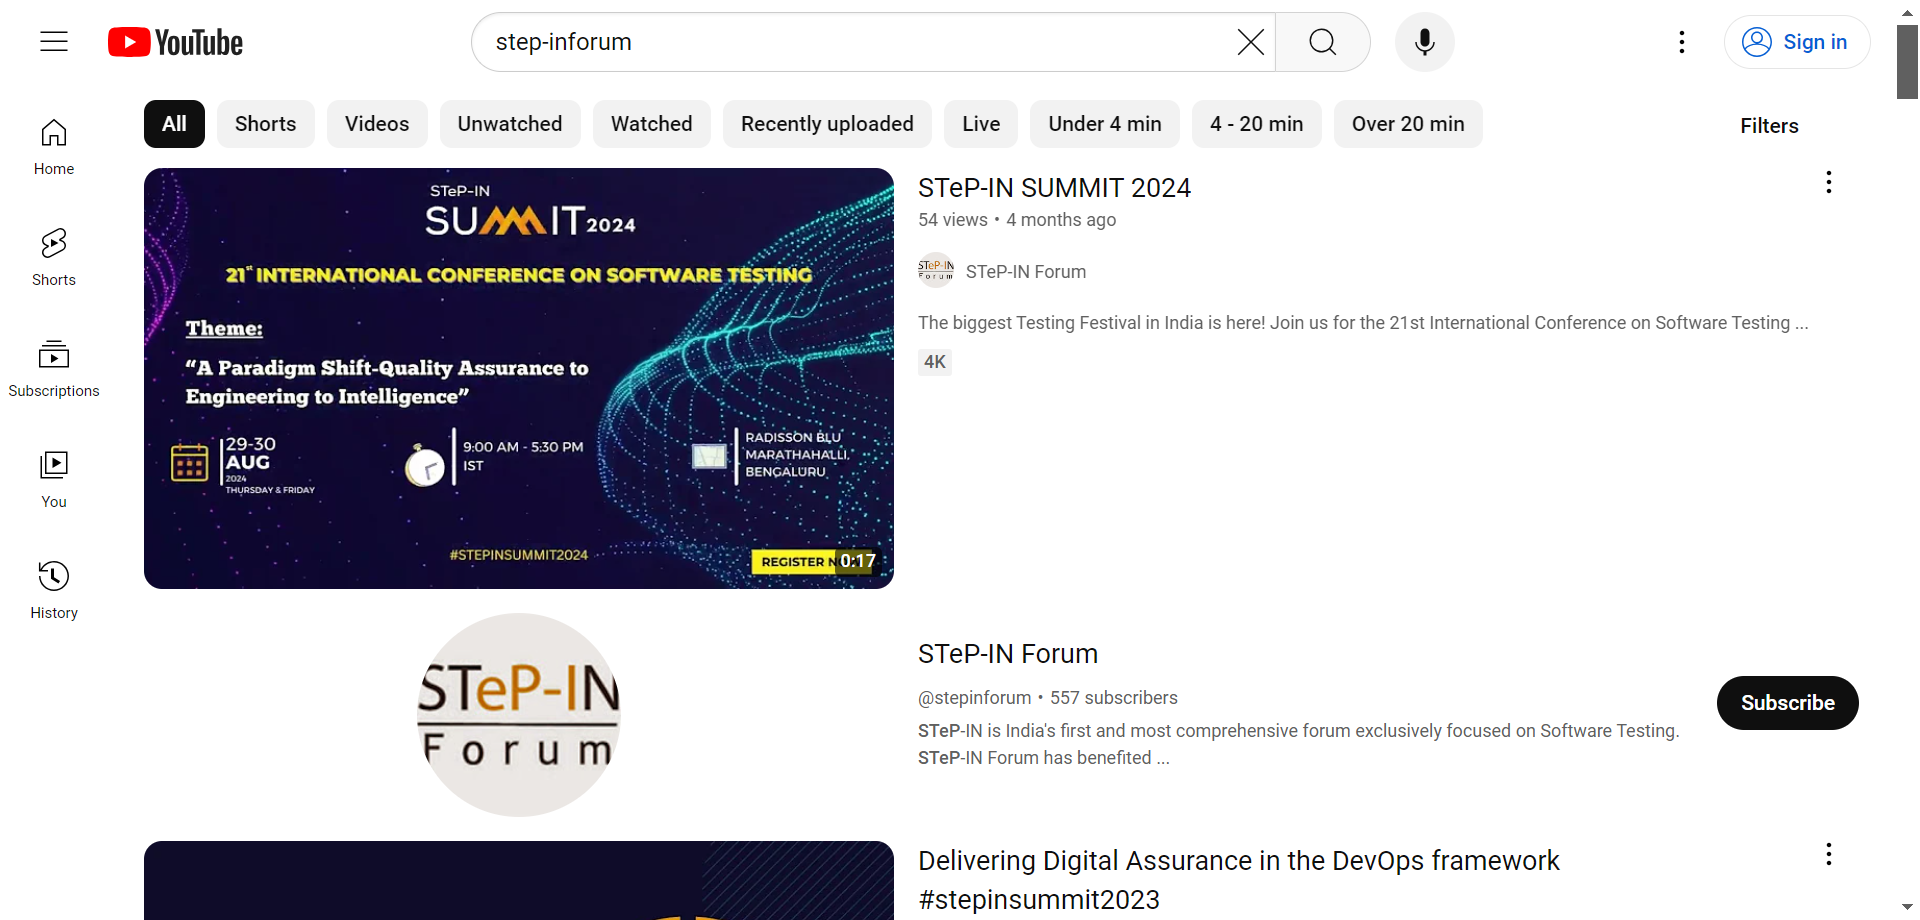 YouTube
step-inforum
Sign in
All
Shorts
Videos
Unwatched
Watched
Recently uploaded
Live
Under 4 min
4 - 20 min
Over 20 min
Filters
Home
Shorts
Subscriptions
You
History
STeP-IN
SUMMIT 2024
21st INTERNATIONAL CONFERENCE ON SOFTWARE TESTING
Theme:
“A Paradigm Shift-Quality Assurance to
Engineering to Intelligence”
29-30
AUG
2024
THURSDAY & FRIDAY
9:00 AM - 5:30 PM
IST
RADISSON BLU
MARATHAHALLI,
BENGALURU
#STEPINSUMMIT2024
REGISTER N
0:17
STeP-IN SUMMIT 2024
54 views • 4 months ago
STeP-IN
Forum
STeP-IN Forum
The biggest Testing Festival in India is here! Join us for the 21st International Conference on Software Testing ...
4K
STeP-IN
Forum
STeP-IN Forum
@stepinforum • 557 subscribers
STeP-IN is India's first and most comprehensive forum exclusively focused on Software Testing.
STeP-IN Forum has benefited ...
Subscribe
Delivering Digital Assurance in the DevOps framework
#stepinsummit2023